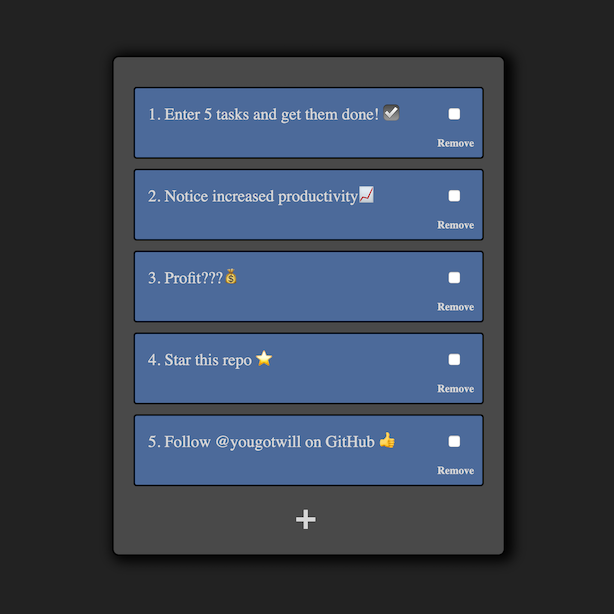 1. Enter 5 tasks and get them done! ☑️
Remove
2. Notice increased productivity📈
Remove
3. Profit???💰
Remove
4. Star this repo ⭐
Remove
5. Follow @yougotwill on GitHub 👍
Remove
+